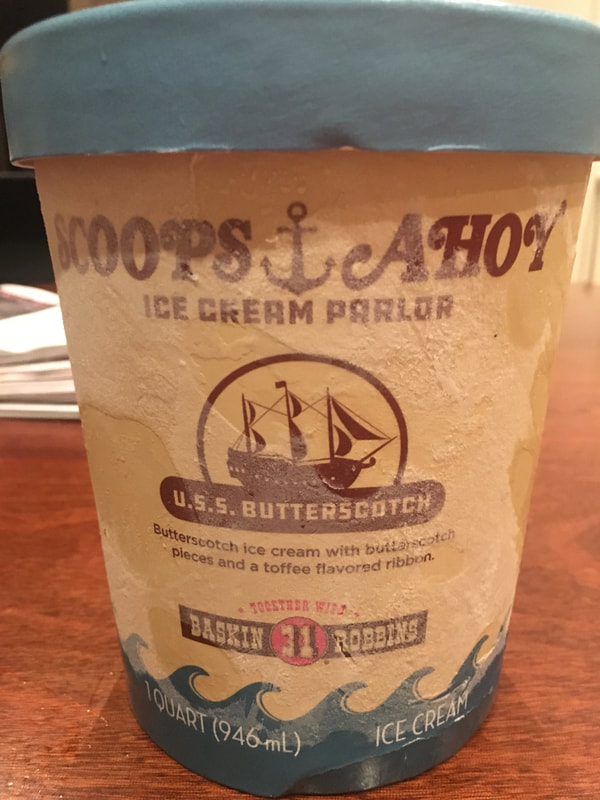 SCOOPS AHOY
ICE CREAM PARLOR
U.S.S. BUTTERSCOTCH
Butterscotch ice cream with butterscotch
pieces and a toffee flavored ribbon.
TOGETHER WITH
BASKIN 31 ROBBINS
1 QUART (946 mL)
ICE CREAM